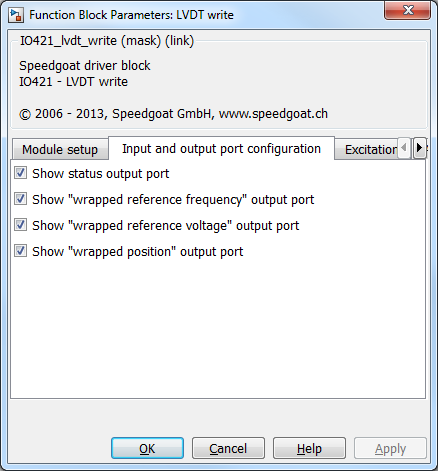 Function Block Parameters: LVDT write
IO421_lvdt_write (mask) (link)
Speedgoat driver block
IO421 - LVDT write
© 2006 - 2013, Speedgoat GmbH, www.speedgoat.ch
Module setup
Input and output port configuration
Excitation
Show status output port
Show "wrapped reference frequency" output port
Show "wrapped reference voltage" output port
Show "wrapped position" output port
OK
Cancel
Help
Apply